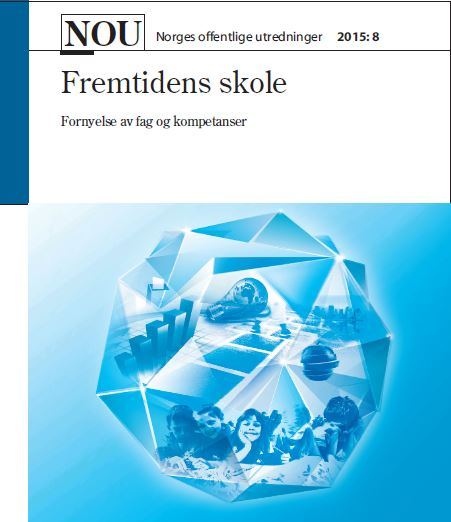 NOU Norges offentlige utredninger 2015: 8
Fremtidens skole
Fornyelse av fag og kompetanser